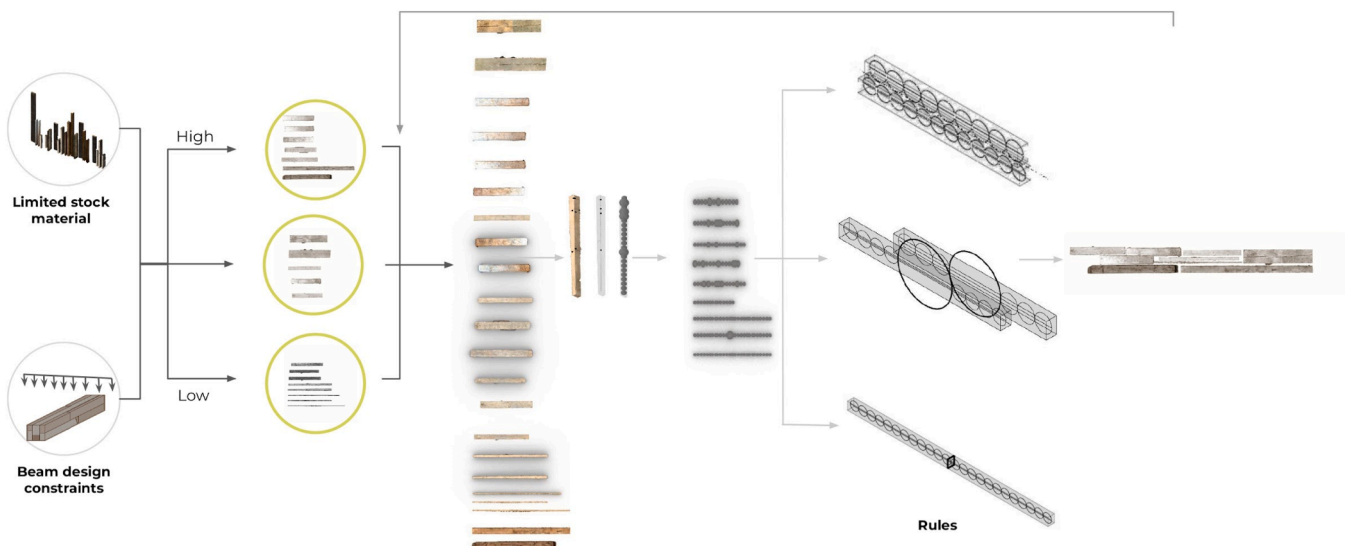 High
Limited stock
material
Low
Beam design
constraints
Rules